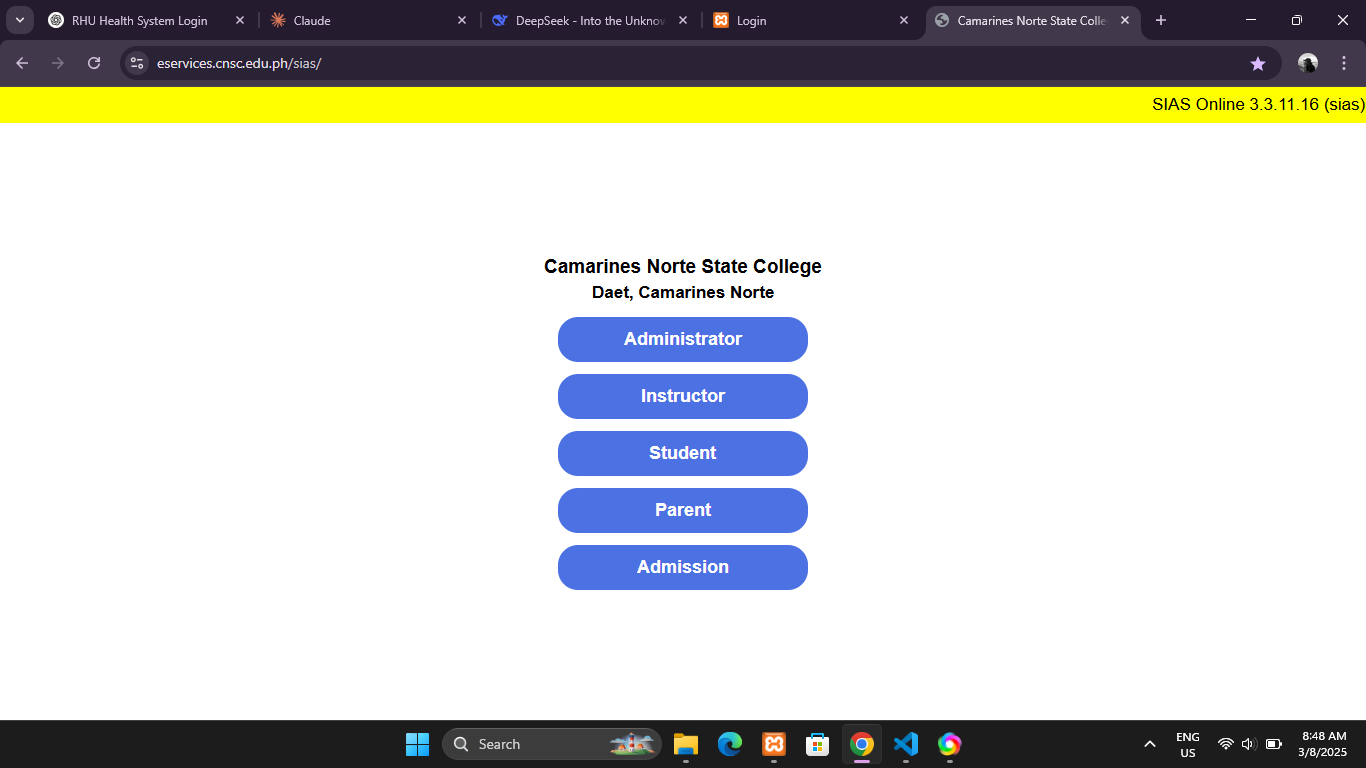 RHU Health System Login
Claude
DeepSeek - Into the Unknow
Login
Camarines Norte State Colle
eservices.cnsc.edu.ph/sias/
SIAS Online 3.3.11.16 (sias)
Camarines Norte State College
Daet, Camarines Norte
Administrator
Instructor
Student
Parent
Admission
Search
ENG
US
8:48 AM
3/8/2025